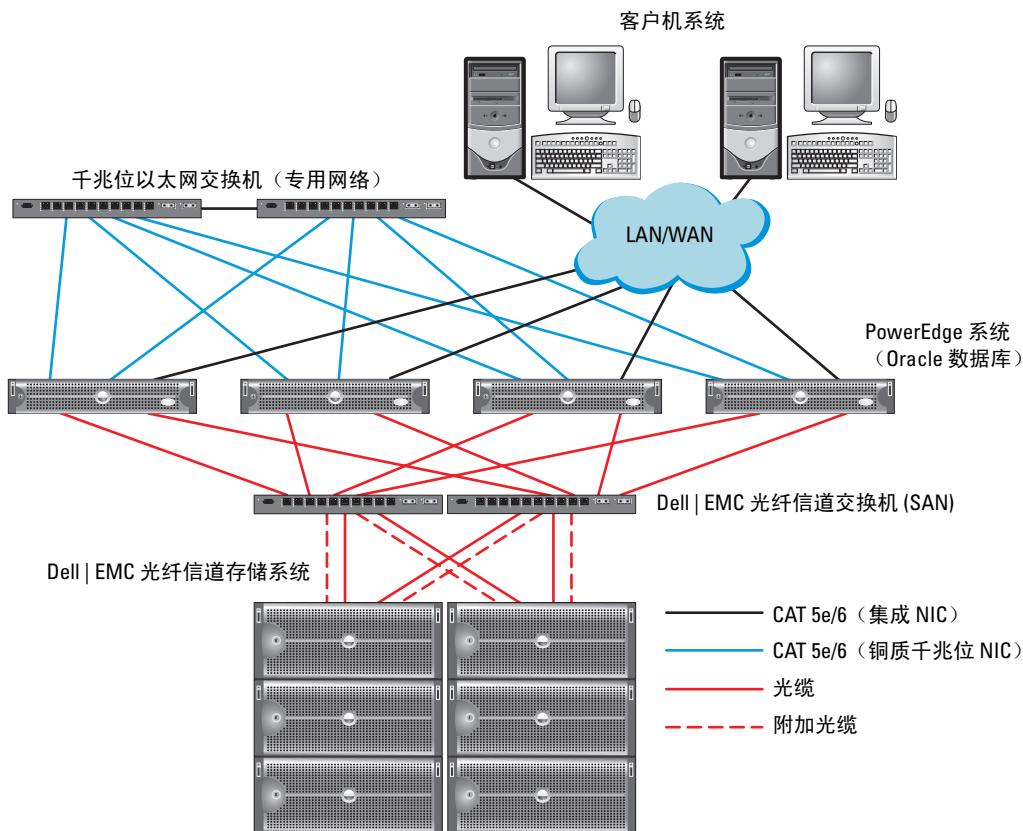 客户机系统
千兆位以太网交换机（专用网络）
LAN/WAN
PowerEdge 系统
（Oracle 数据库）
Dell | EMC 光纤信道交换机 (SAN)
Dell | EMC 光纤信道存储系统
CAT 5e/6（集成 NIC）
CAT 5e/6（铜质千兆位 NIC）
光缆
附加光缆